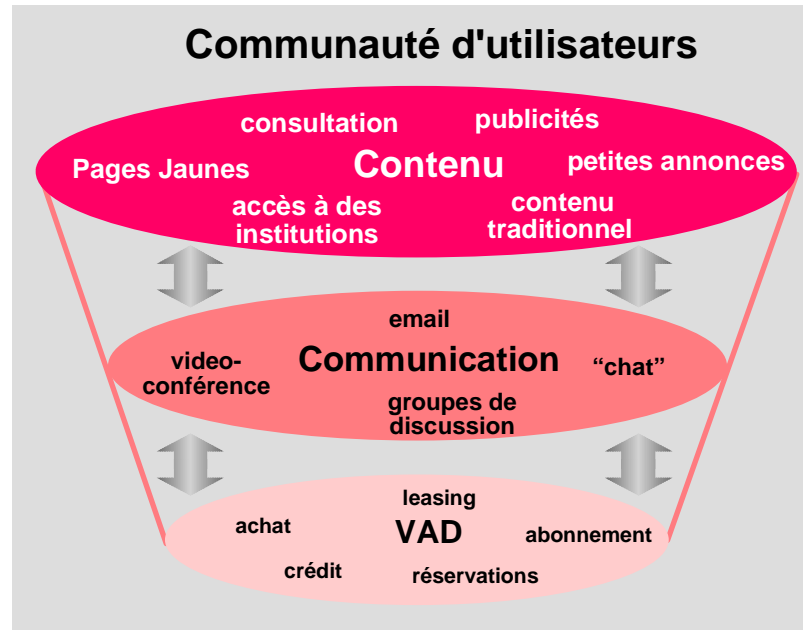 Communauté d'utilisateurs
consultation
publicités
Pages Jaunes
Contenu
petites annonces
accès à des
institutions
contenu
traditionnel
email
video-
conférence
Communication
“chat”
groupes de
discussion
leasing
achat
VAD
abonnement
crédit
réservations